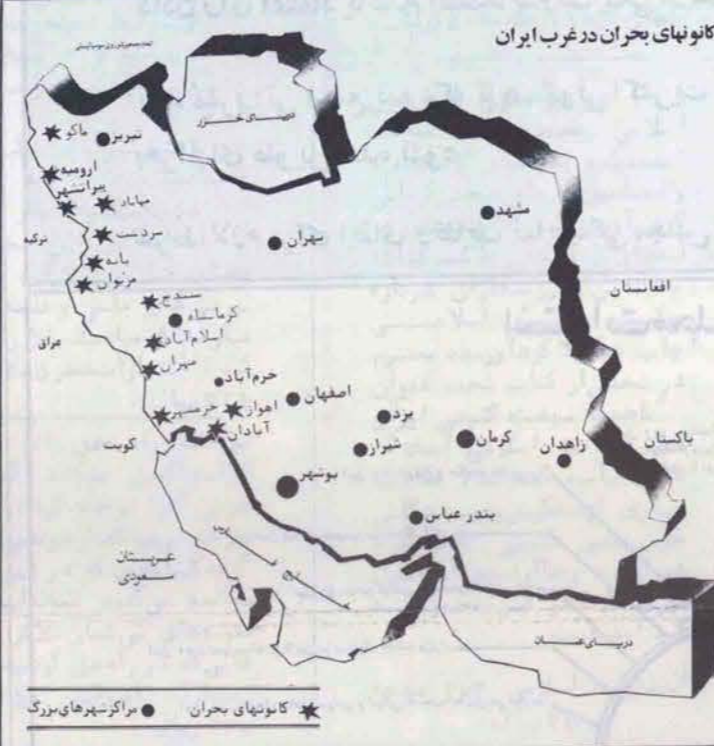 کانونهای بحران در غرب ایران
دریای خزر
ماکو
تبریز
ارومیه
پیرانشهر
مهاباد
مشهد
ترکیه
سردشت
تهران
بانه
مریوان
افغانستان
سنندج
کرمانشاه
عراق
اسلام‌آباد
مهران
خرم‌آباد
اصفهان
خرمشهر
اهواز
یزد
آبادان
شیراز
کرمان
زاهدان
پاکستان
کویت
بوشهر
بندر عباس
عربستان
سعودی
دریای عمان
کانونهای بحران
مراکزشهرهای بزرگ